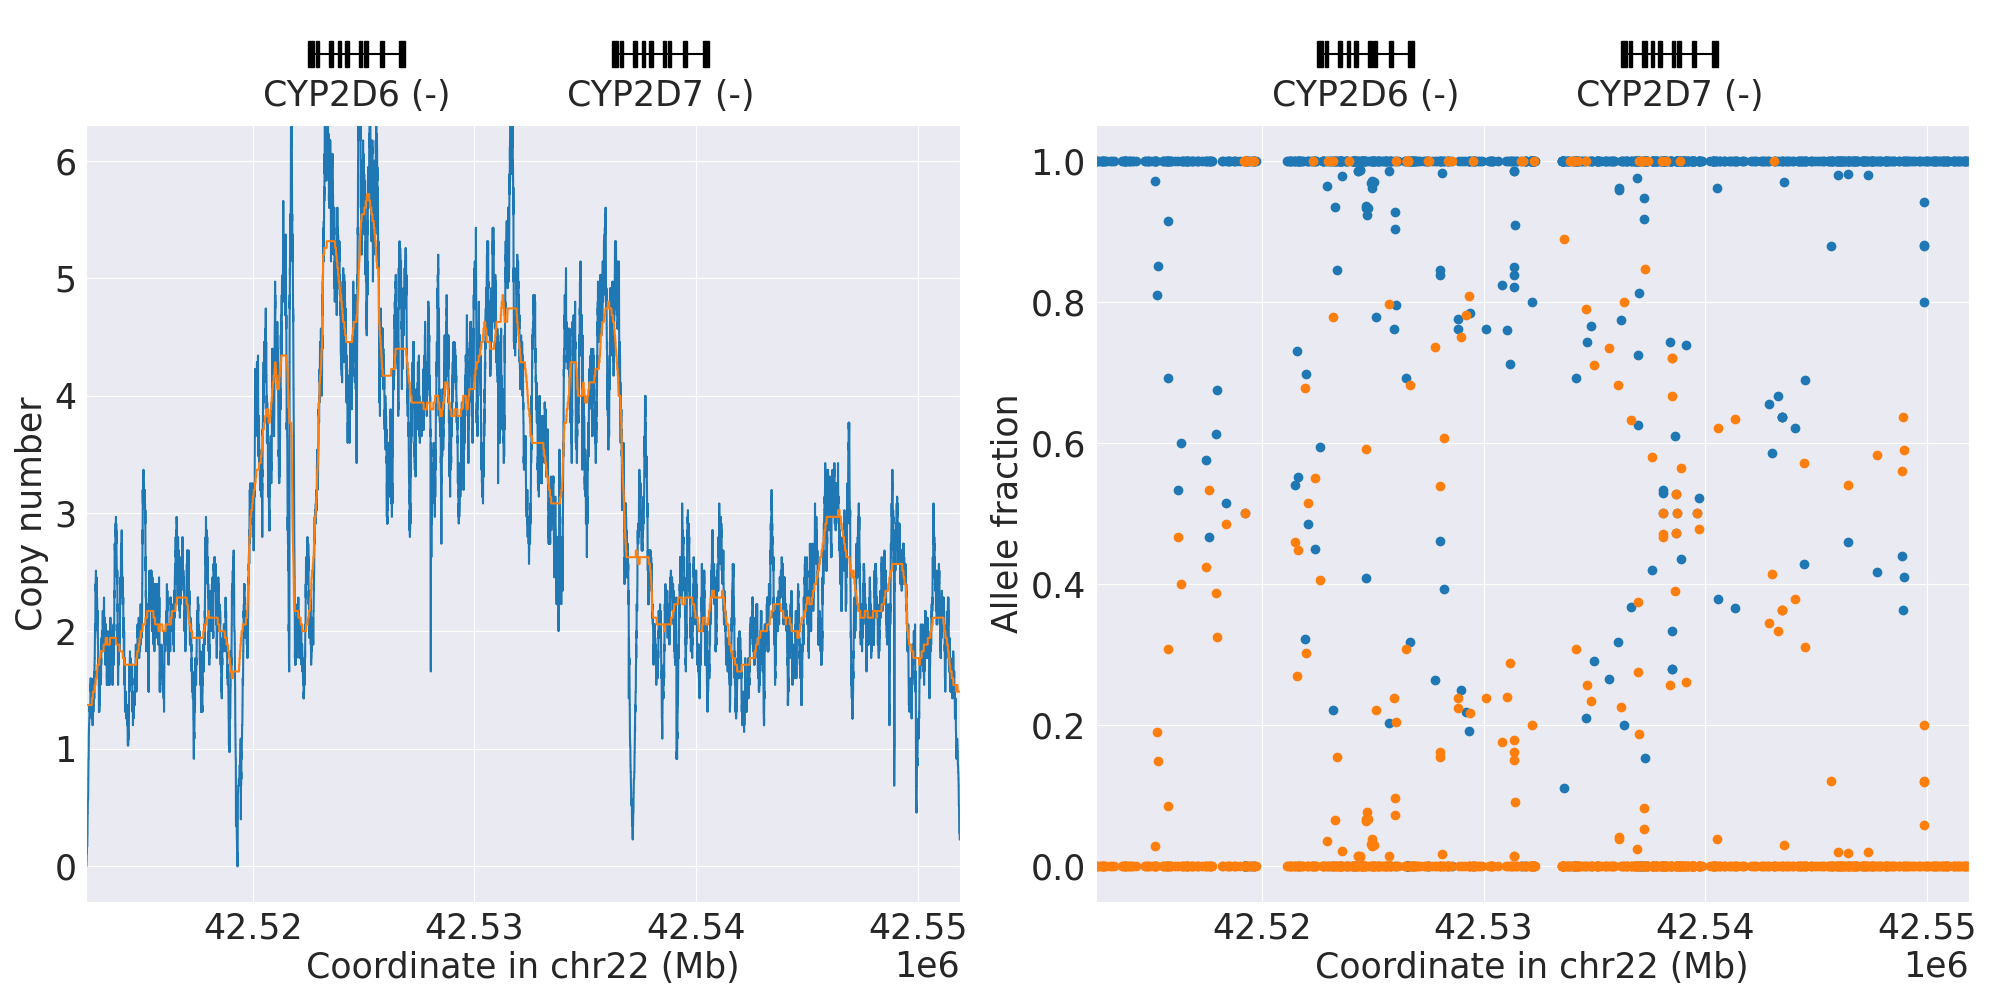 CYP2D6 (-) CYP2D7 (-)
Copy number
6
5
4
3
2
1
0
42.52 42.53 42.54 42.55
Coordinate in chr22 (Mb) 1e6
CYP2D6 (-) CYP2D7 (-)
Allele fraction
1.0
0.8
0.6
0.4
0.2
0.0
42.52 42.53 42.54 42.55
Coordinate in chr22 (Mb) 1e6